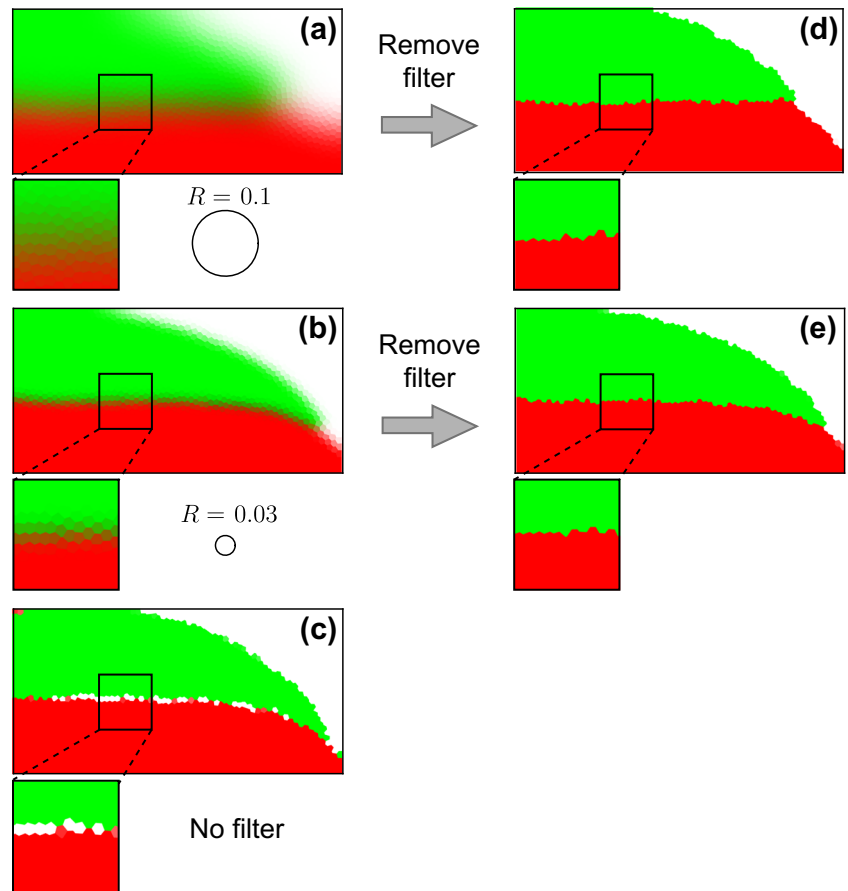 (a)
Remove
filter
(d)
R = 0.1
(b)
Remove
filter
(e)
R = 0.03
(c)
No filter